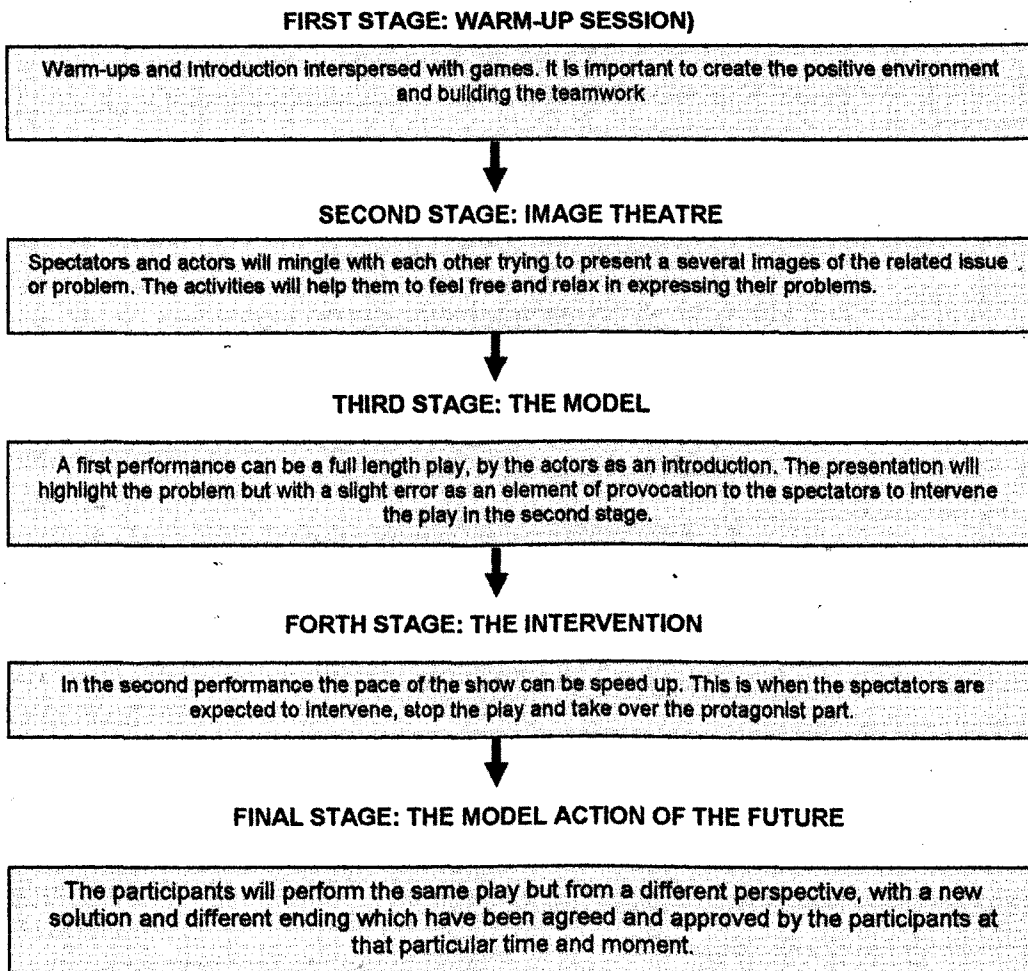 FIRST STAGE: WARM-UP SESSION)
Warm-ups and Introduction interspersed with games. It is important to create the positive environment
and building the teamwork
SECOND STAGE: IMAGE THEATRE
Spectators and actors will mingle with each other trying to present a several images of the related issue
or problem. The activities will help them to feel free and relax in expressing their problems.
THIRD STAGE: THE MODEL
A first performance can be a full length play, by the actors as an introduction. The presentation will
highlight the problem but with a slight error as an element of provocation to the spectators to intervene
the play in the second stage.
FORTH STAGE: THE INTERVENTION
In the second performance the pace of the show can be speed up. This is when the spectators are
expected to intervene, stop the play and take over the protagonist part.
FINAL STAGE: THE MODEL ACTION OF THE FUTURE
The participants will perform the same play but from a different perspective, with a new
solution and different ending which have been agreed and approved by the participants at
that particular time and moment.